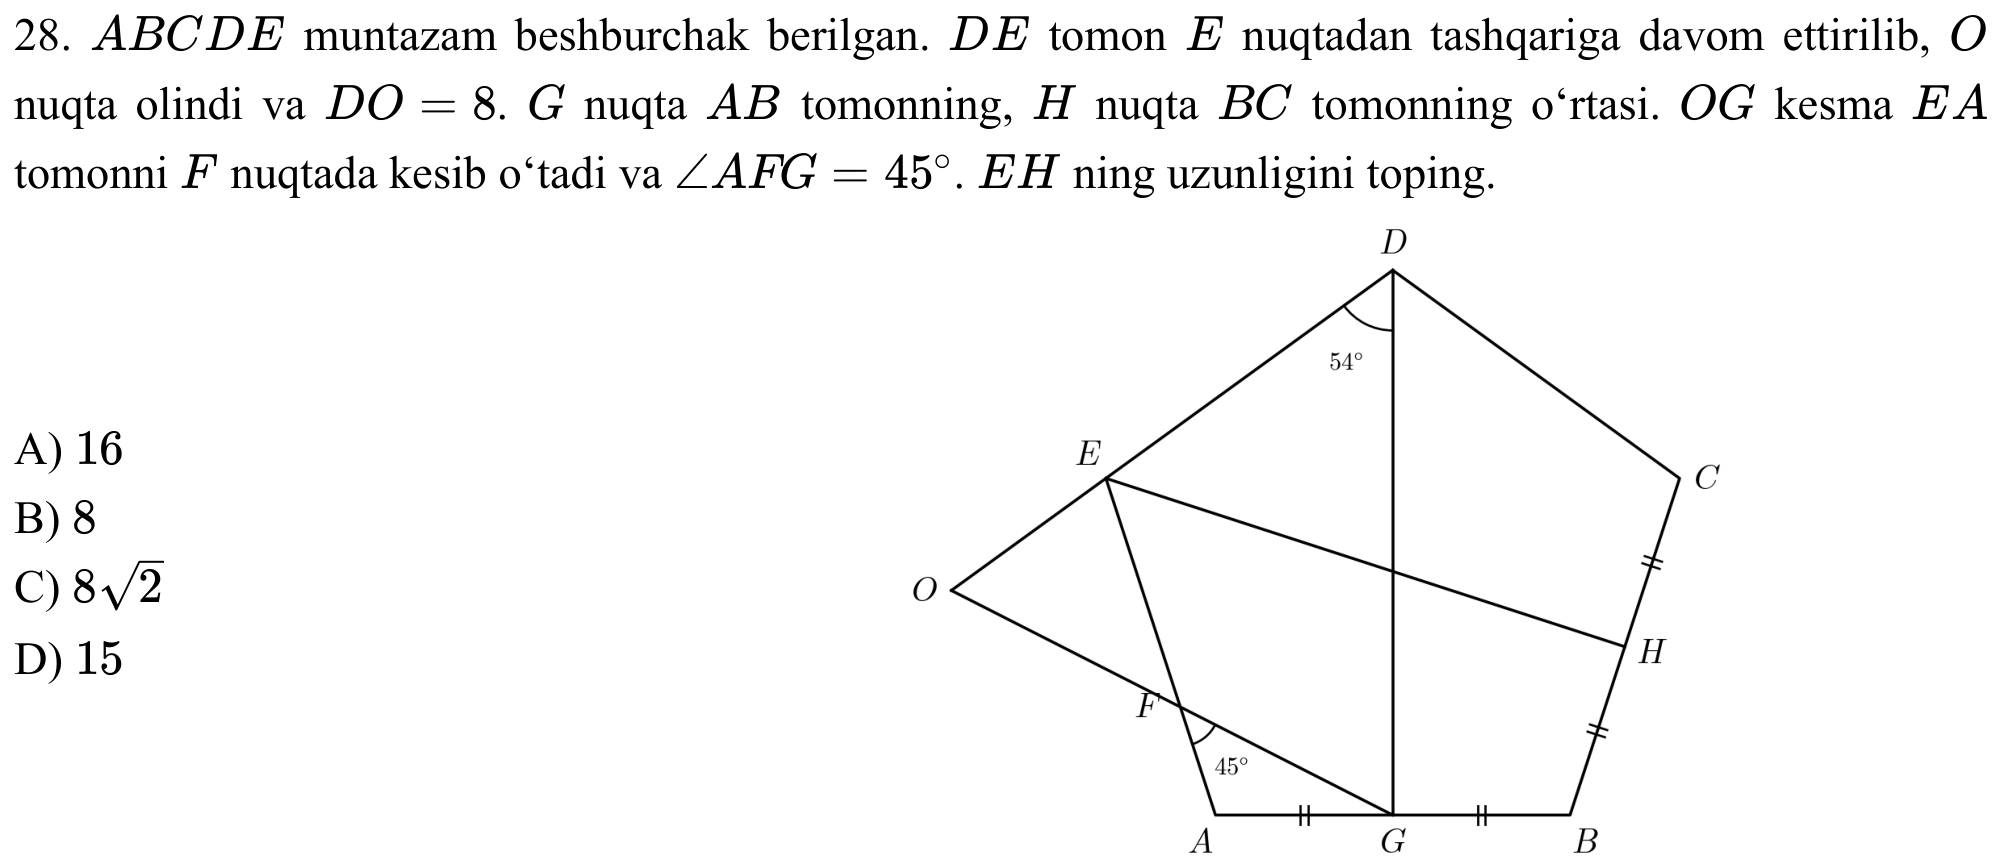 28. ABCDE muntazam beshburchak berilgan. DE tomon E nuqtadan tashqariga davom ettirilib, O
nuqta olindi va DO = 8. G nuqta AB tomonning, H nuqta BC tomonning o‘rtasi. OG kesma EA
tomonni F nuqtada kesib o‘tadi va ∠AFG = 45°. EH ning uzunligini toping.
D
54°
A) 16
E
C
B) 8
C) 8√2
O
H
D) 15
F
45°
A
G
B